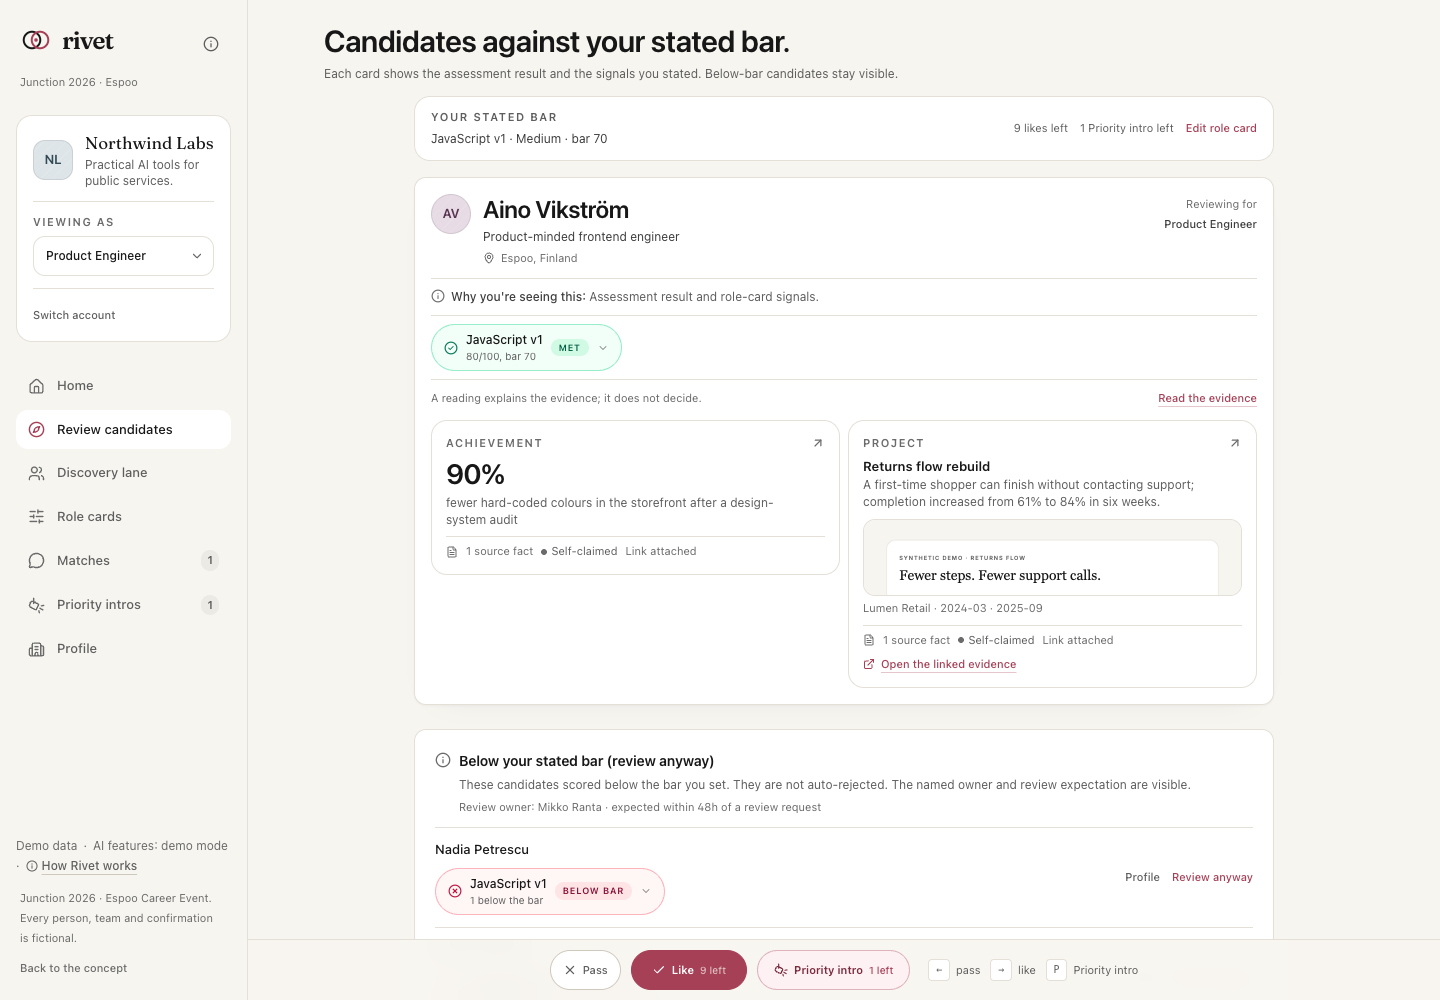 rivet
Junction 2026 · Espoo
NL
Northwind Labs
Practical AI tools for
public services.
VIEWING AS
Product Engineer
Switch account
Home
Review candidates
Discovery lane
Role cards
Matches 1
Priority intros 1
Profile
Demo data · AI features: demo mode
· How Rivet works
Junction 2026 · Espoo Career Event.
Every person, team and confirmation
is fictional.
Back to the concept
Candidates against your stated bar.
Each card shows the assessment result and the signals you stated. Below-bar candidates stay visible.
YOUR STATED BAR
JavaScript v1 · Medium · bar 70
9 likes left 1 Priority intro left Edit role card
AV
Aino Vikström
Product-minded frontend engineer
Espoo, Finland
Reviewing for
Product Engineer
Why you're seeing this: Assessment result and role-card signals.
JavaScript v1
80/100, bar 70
MET
A reading explains the evidence; it does not decide.
Read the evidence
ACHIEVEMENT
90%
fewer hard-coded colours in the storefront after a design-
system audit
1 source fact Self-claimed Link attached
PROJECT
Returns flow rebuild
A first-time shopper can finish without contacting support;
completion increased from 61% to 84% in six weeks.
SYNTHETIC DEMO · RETURNS FLOW
Fewer steps. Fewer support calls.
Lumen Retail · 2024-03 · 2025-09
1 source fact Self-claimed Link attached
Open the linked evidence
Below your stated bar (review anyway)
These candidates scored below the bar you set. They are not auto-rejected. The named owner and review expectation are visible.
Review owner: Mikko Ranta · expected within 48h of a review request
Nadia Petrescu
JavaScript v1
1 below the bar
BELOW BAR
Profile Review anyway
Pass
Like 9 left
Priority intro 1 left
← pass → like P Priority intro